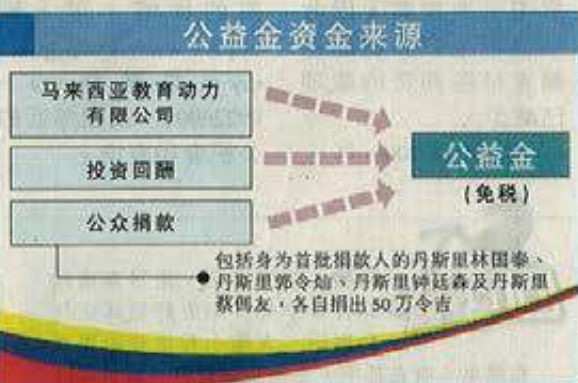 公益金资金来源
马来西亚教育动力
有限公司
投资回酬
公众捐款
公益金
(免税)
包括身为首批捐款人的丹斯里林国泰、
丹斯里郭令灿、丹斯里钟廷森及丹斯里
蔡尚友，各自捐出50万令吉